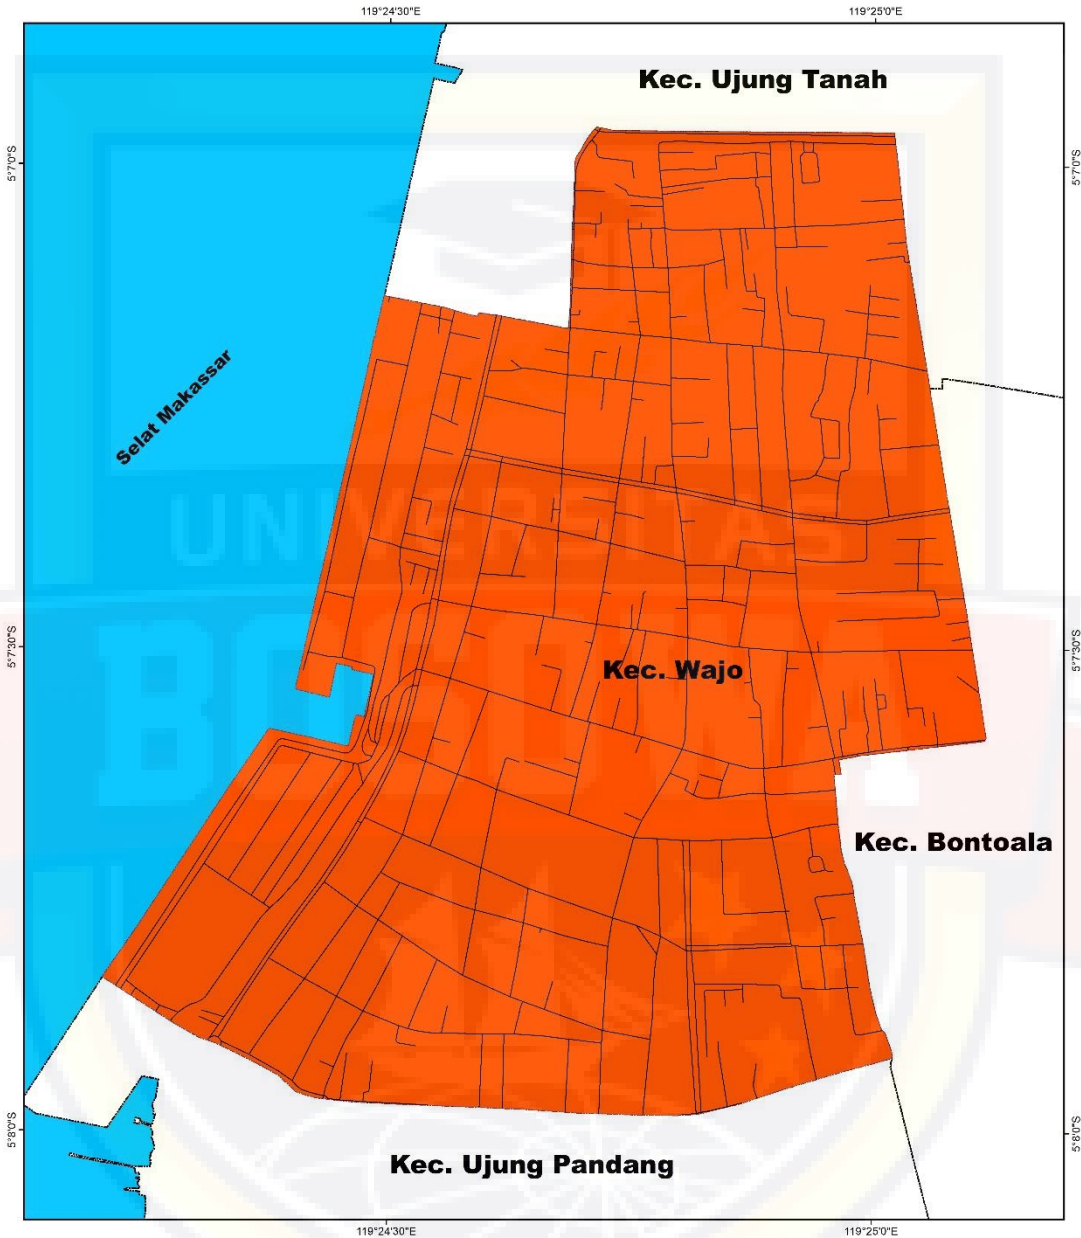 119°24'30"E
119°25'0"E
Kec. Ujung Tanah
5°7'0"S
5°7'0"S
Selat Makassar
UNIVERSITAS
BOSOWA
5°7'30"S
Kec. Wajo
5°7'30"S
Kec. Bontoala
5°8'0"S
5°8'0"S
Kec. Ujung Pandang
119°24'30"E
119°25'0"E